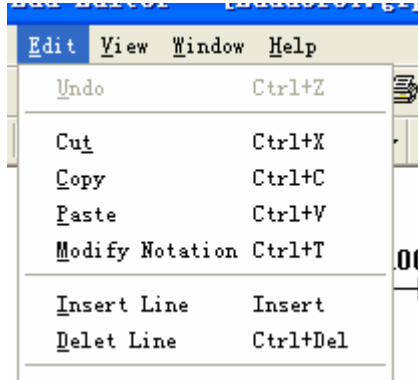 Edit View Window Help
Undo Ctrl+Z
Cut Ctrl+X
Copy Ctrl+C
Paste Ctrl+V
Modify Notation Ctrl+T
Insert Line Insert
Delet Line Ctrl+Del